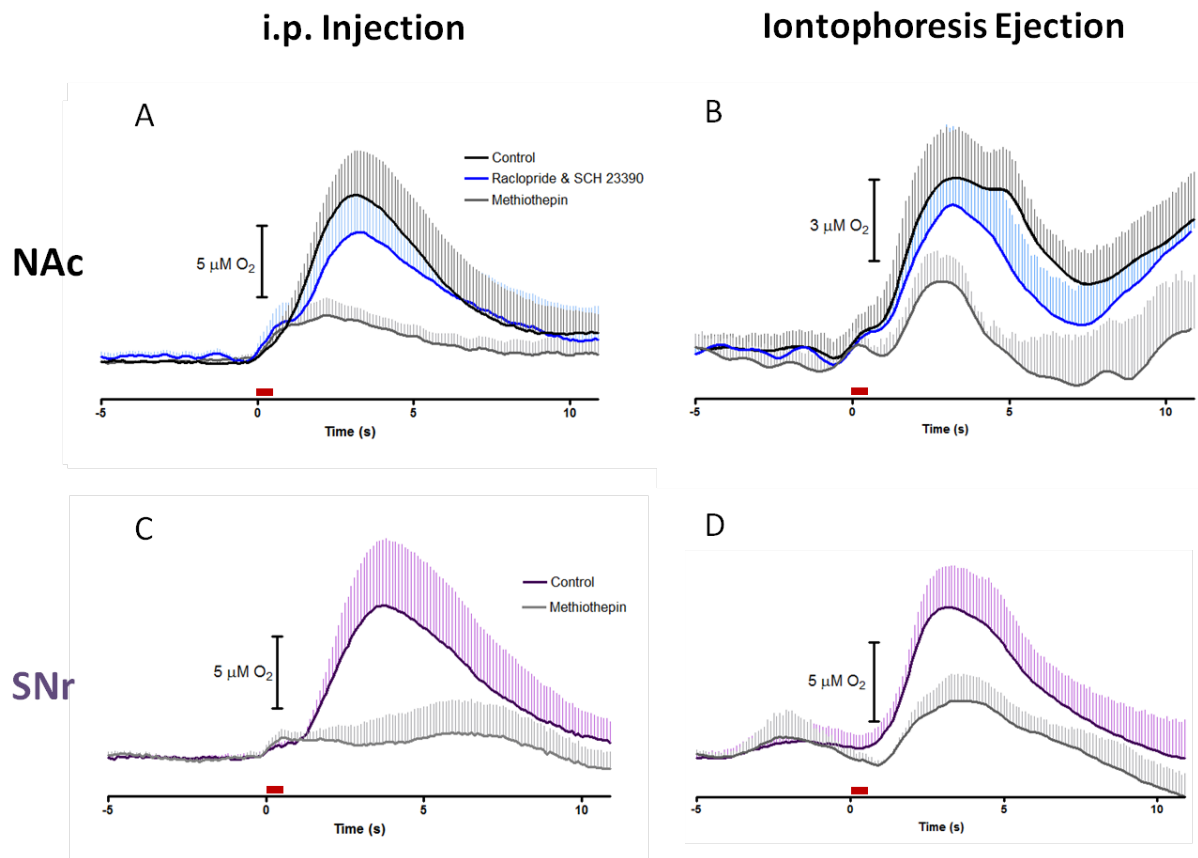 i.p. Injection
Iontophoresis Ejection
NAc
A
Control
Raclopride & SCH 23390
Methiothepin
5 μM O2
-5 0 5 10
Time (s)
B
3 μM O2
-5 0 5 10
Time (s)
SNr
C
Control
Methiothepin
5 μM O2
-5 0 5 10
Time (s)
D
5 μM O2
-5 0 5 10
Time (s)